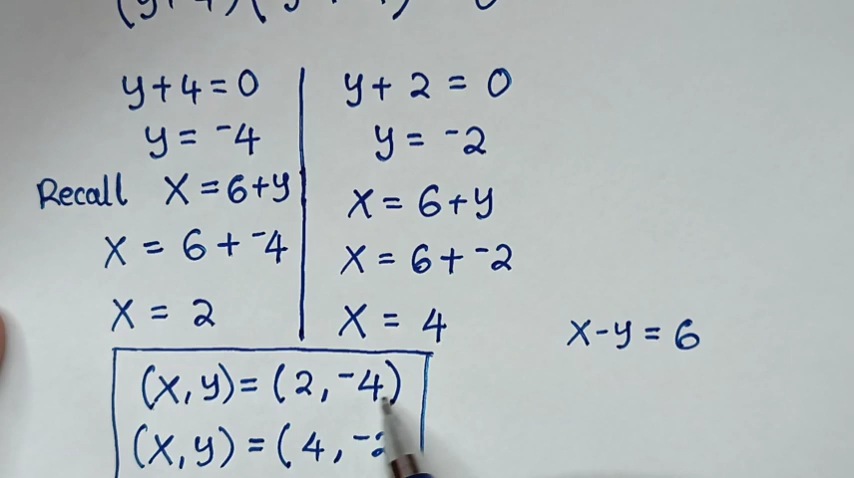 y+4=0
y = ⁻4
Recall x=6+y
x = 6+⁻4
x = 2
y+2=0
y = ⁻2
x=6+y
x=6+⁻2
x = 4
x-y=6
(x,y)=(2,⁻4)
(x,y)=(4,⁻